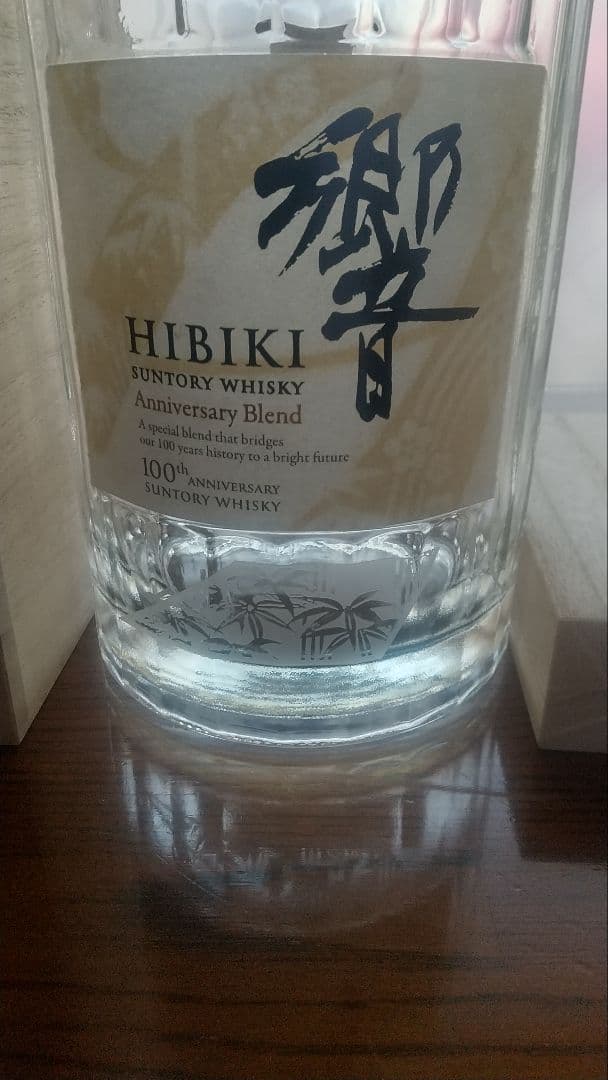 響
HIBIKI
SUNTORY WHISKY
Anniversary Blend
A special blend that bridges
our 100 years history to a bright future
100th ANNIVERSARY
SUNTORY WHISKY